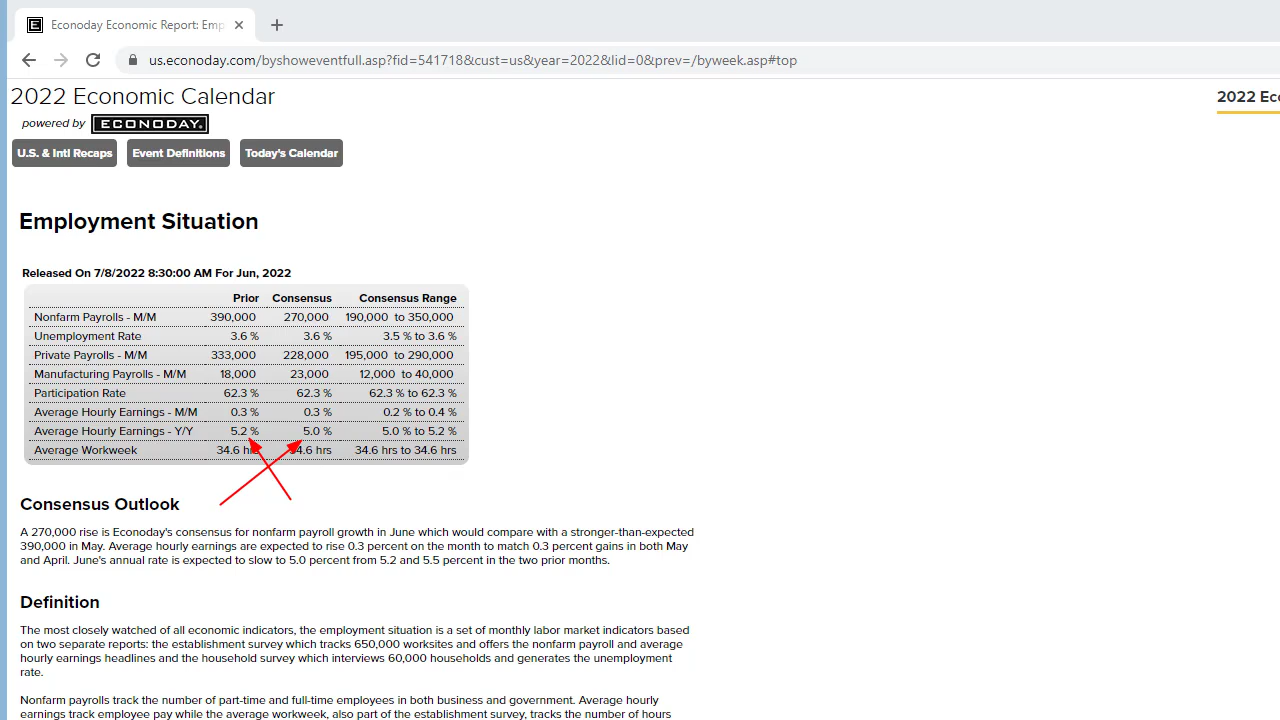 Econoday Economic Report: Emp
us.econoday.com/byshoweventfull.asp?fid=541718&cust=us&year=2022&lid=0&prev=/byweek.asp#top
2022 Economic Calendar
2022 Eco
powered by ECONODAY.
U.S. & Intl Recaps Event Definitions Today's Calendar
Employment Situation
Released On 7/8/2022 8:30:00 AM For Jun, 2022
Prior Consensus Consensus Range
Nonfarm Payrolls - M/M 390,000 270,000 190,000 to 350,000
Unemployment Rate 3.6 % 3.6 % 3.5 % to 3.6 %
Private Payrolls - M/M 333,000 228,000 195,000 to 290,000
Manufacturing Payrolls - M/M 18,000 23,000 12,000 to 40,000
Participation Rate 62.3 % 62.3 % 62.3 % to 62.3 %
Average Hourly Earnings - M/M 0.3 % 0.3 % 0.2 % to 0.4 %
Average Hourly Earnings - Y/Y 5.2 % 5.0 % 5.0 % to 5.2 %
Average Workweek 34.6 hrs 34.6 hrs 34.6 hrs to 34.6 hrs
Consensus Outlook
A 270,000 rise is Econoday's consensus for nonfarm payroll growth in June which would compare with a stronger-than-expected
390,000 in May. Average hourly earnings are expected to rise 0.3 percent on the month to match 0.3 percent gains in both May
and April. June's annual rate is expected to slow to 5.0 percent from 5.2 and 5.5 percent in the two prior months.
Definition
The most closely watched of all economic indicators, the employment situation is a set of monthly labor market indicators based
on two separate reports: the establishment survey which tracks 650,000 worksites and offers the nonfarm payroll and average
hourly earnings headlines and the household survey which interviews 60,000 households and generates the unemployment
rate.
Nonfarm payrolls track the number of part-time and full-time employees in both business and government. Average hourly
earnings track employee pay while the average workweek, also part of the establishment survey, tracks the number of hours